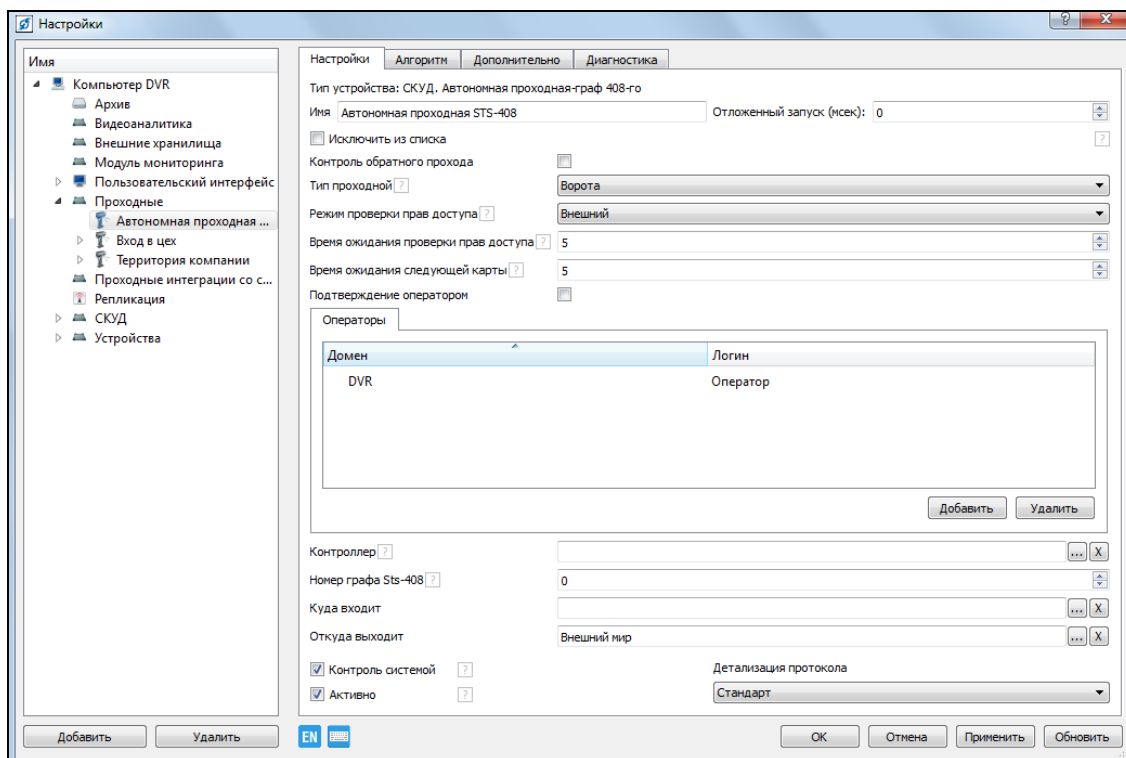 Настройки
Имя
Компьютер DVR
Архив
Видеоаналитика
Внешние хранилища
Модуль мониторинга
Пользовательский интерфейс
Проходные
Автономная проходная ...
Вход в цех
Территория компании
Проходные интеграции со с...
Репликация
СКУД
Устройства
Добавить Удалить
Настройки Алгоритм Дополнительно Диагностика
Тип устройства: СКУД. Автономная проходная-граф 408-го
Имя Автономная проходная STS-408 Отложенный запуск (мсек): 0
Исключить из списка ?
Контроль обратного прохода
Тип проходной ? Ворота
Режим проверки прав доступа ? Внешний
Время ожидания проверки прав доступа ? 5
Время ожидания следующей карты ? 5
Подтверждение оператором
Операторы
Домен Логин
DVR Оператор
Добавить Удалить
Контроллер ? ... X
Номер графа Sts-408 ? 0
Куда входит ... X
Откуда выходит Внешний мир ... X
Контроль системой ? Детализация протокола
Активно ? Стандарт
EN OK Отмена Применить Обновить